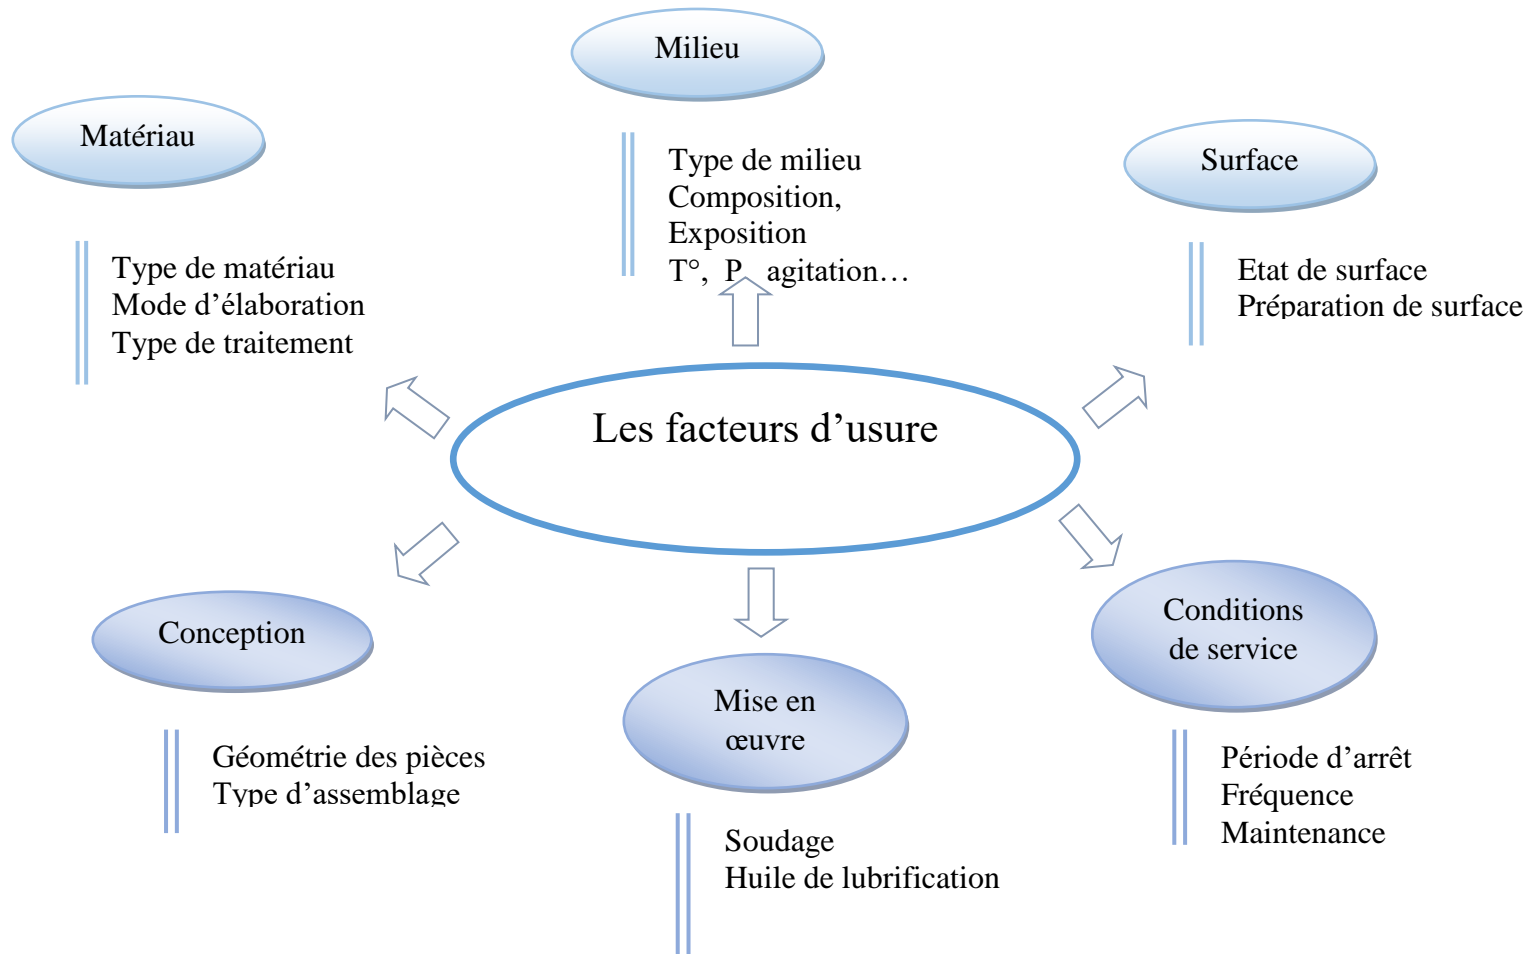 Milieu
Type de milieu
Composition,
Exposition
T°, P agitation…
Matériau
Type de matériau
Mode d’élaboration
Type de traitement
Surface
Etat de surface
Préparation de surface
Les facteurs d’usure
Conception
Géométrie des pièces
Type d’assemblage
Mise en
œuvre
Soudage
Huile de lubrification
Conditions
de service
Période d’arrêt
Fréquence
Maintenance